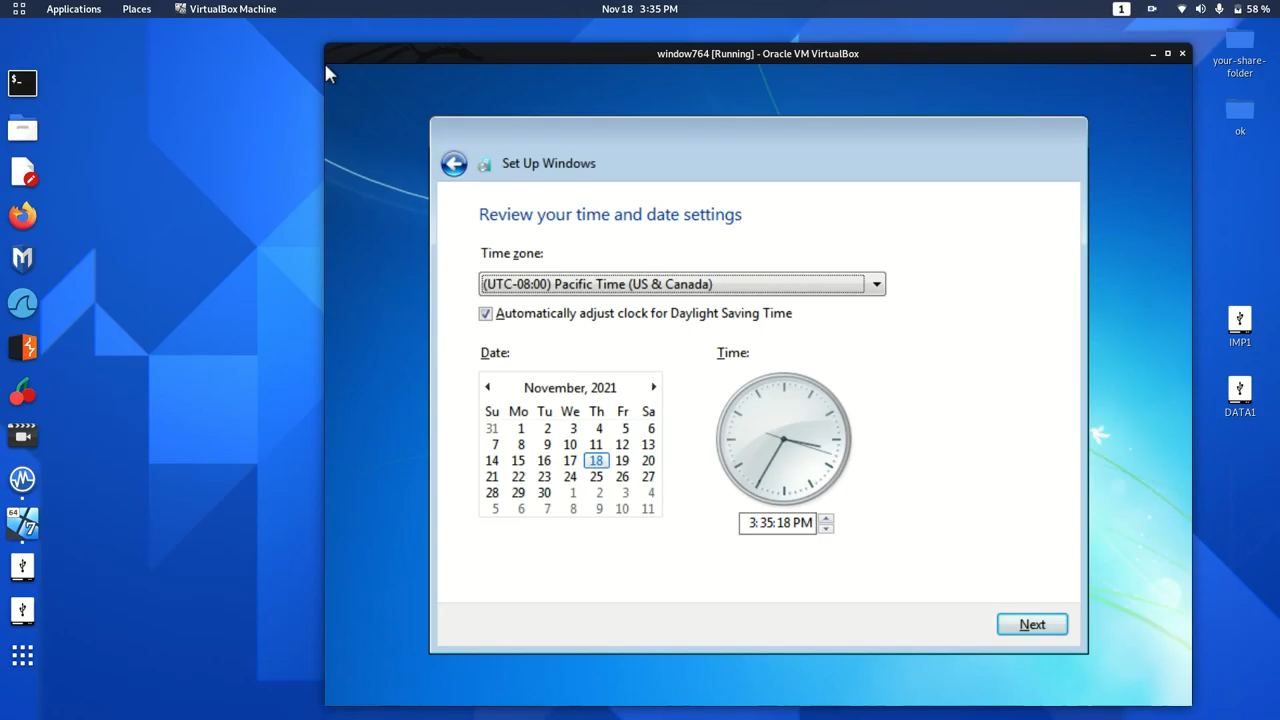 Applications Places VirtualBox Machine Nov 18 3:35 PM 1 58 %
window764 [Running] - Oracle VM VirtualBox
$_
your-share-
folder
ok
Set Up Windows
Review your time and date settings
Time zone:
(UTC-08:00) Pacific Time (US & Canada)
Automatically adjust clock for Daylight Saving Time
Date:
Time:
November, 2021
Su Mo Tu We Th Fr Sa
31 1 2 3 4 5 6
7 8 9 10 11 12 13
14 15 16 17 18 19 20
21 22 23 24 25 26 27
28 29 30 1 2 3 4
5 6 7 8 9 10 11
3:35:18 PM
Next
IMP1
DATA1
64
7